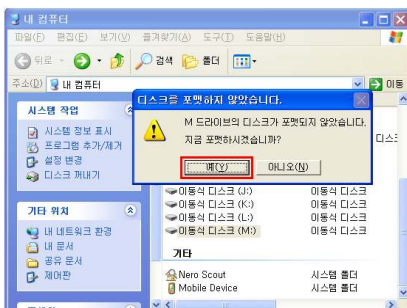 내 컴퓨터
파일(F) 편집(E) 보기(V) 즐겨찾기(A) 도구(T) 도움말(H)
뒤로 검색 폴더
주소(D) 내 컴퓨터 이동
시스템 작업
시스템 정보 표시
프로그램 추가/제거
설정 변경
디스크 꺼내기
디스크를 포맷하지 않았습니다.
M 드라이브의 디스크가 포맷되지 않았습니다.
지금 포맷하시겠습니까?
예(Y) 아니오(N)
이동식 디스크 (J:) 이동식 디스크
이동식 디스크 (K:) 이동식 디스크
이동식 디스크 (L:) 이동식 디스크
이동식 디스크 (M:) 이동식 디스크
기타 위치
내 네트워크 환경
내 문서
공유 문서
제어판
기타
Nero Scout 시스템 폴더
Mobile Device 시스템 폴더